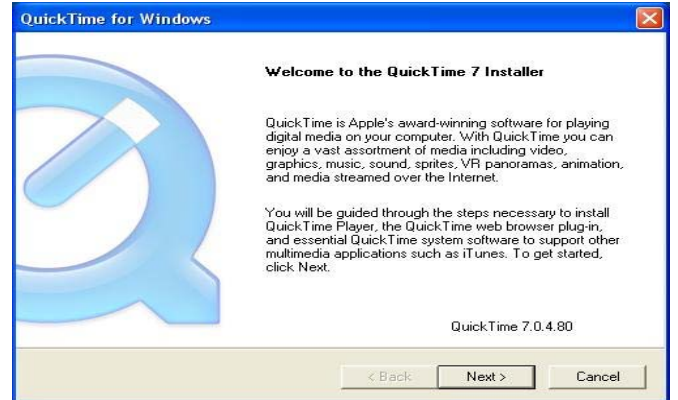 QuickTime for Windows
Welcome to the QuickTime 7 Installer
QuickTime is Apple's award-winning software for playing
digital media on your computer. With QuickTime you can
enjoy a vast assortment of media including video,
graphics, music, sound, sprites, VR panoramas, animation,
and media streamed over the Internet.
You will be guided through the steps necessary to install
QuickTime Player, the QuickTime web browser plug-in,
and essential QuickTime system software to support other
multimedia applications such as iTunes. To get started,
click Next.
QuickTime 7.0.4.80
< Back Next > Cancel